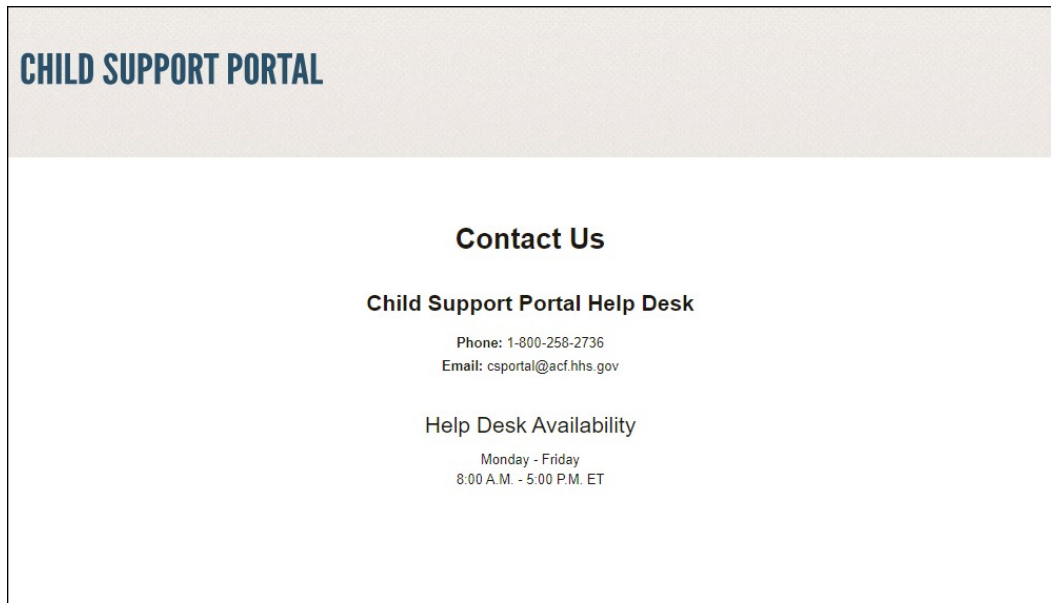 CHILD SUPPORT PORTAL
Contact Us
Child Support Portal Help Desk
Phone: 1-800-258-2736
Email: csportal@acf.hhs.gov
Help Desk Availability
Monday - Friday
8:00 A.M. - 5:00 P.M. ET